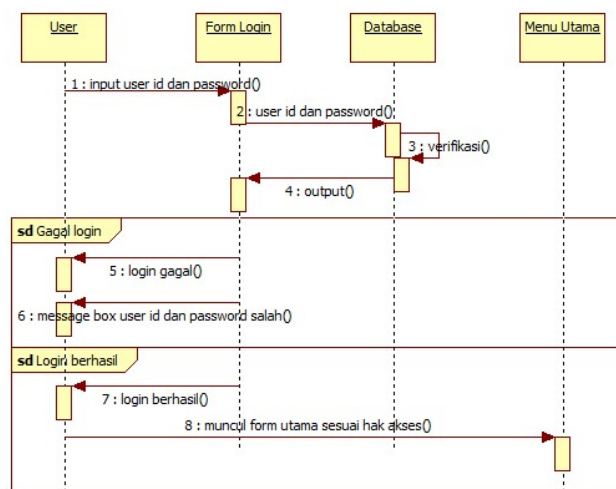 User
Form Login
Database
Menu Utama
1 : input user id dan password()
2 : user id dan password()
3 : verifikasi()
4 : output()
sd Gagal login
5 : login gagal()
6 : message box user id dan password salah()
sd Login berhasil
7 : login berhasil()
8 : muncul form utama sesuai hak akses()